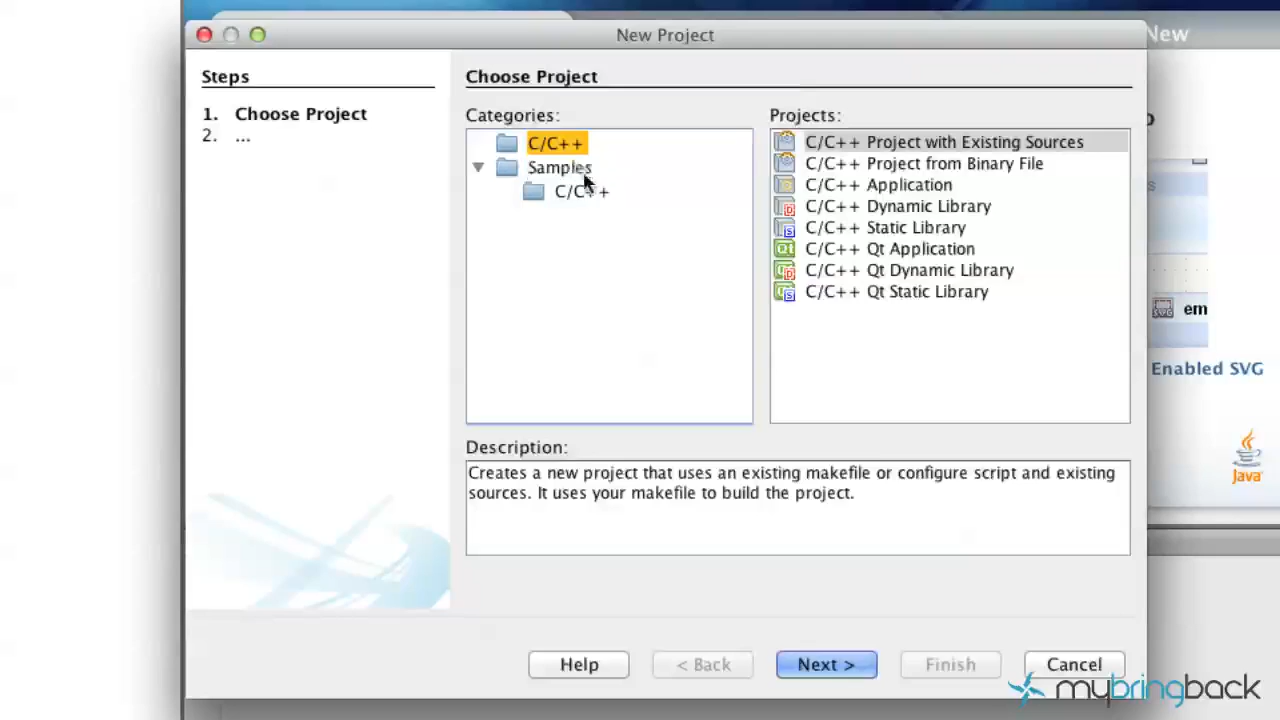 New Project
New
Steps
1. Choose Project
2. ...
Choose Project
Categories:
C/C++
Samples
C/C++
Projects:
C/C++ Project with Existing Sources
C/C++ Project from Binary File
C/C++ Application
C/C++ Dynamic Library
C/C++ Static Library
C/C++ Qt Application
C/C++ Qt Dynamic Library
C/C++ Qt Static Library
Description:
Creates a new project that uses an existing makefile or configure script and existing
sources. It uses your makefile to build the project.
Help
< Back
Next >
Finish
Cancel
o
s
SVG
em
Enabled SVG
Java
mybringback